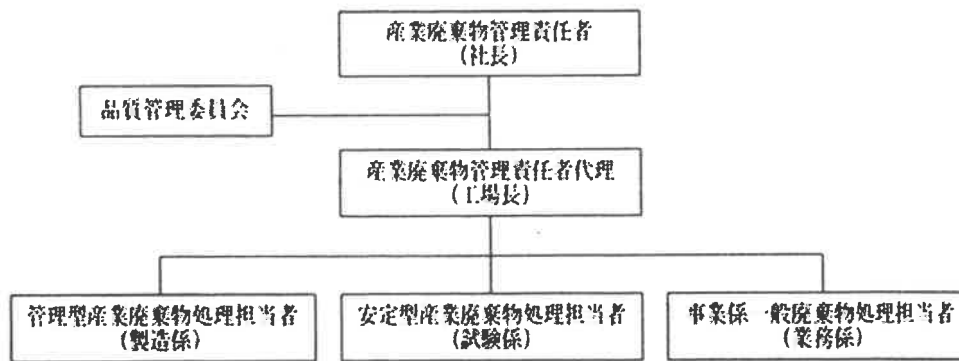 産業廃棄物管理責任者
(社長)
品質管理委員会
産業廃棄物管理責任者代理
(工場長)
管理型産業廃棄物処理担当者
(製造係)
安定型産業廃棄物処理担当者
(試験係)
事業係一般廃棄物処理担当者
(業務係)